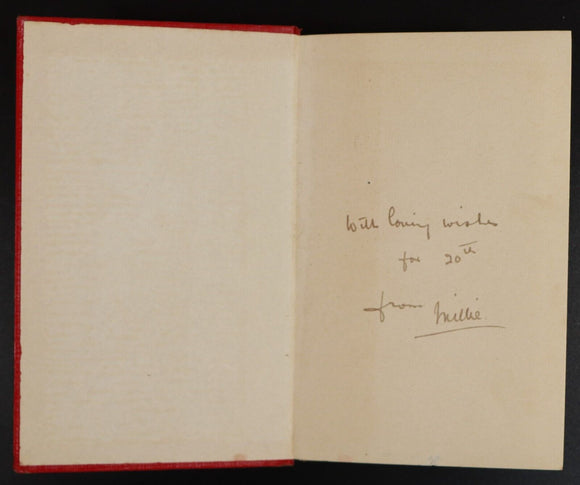 With loving wishes
for 20th
from Millie